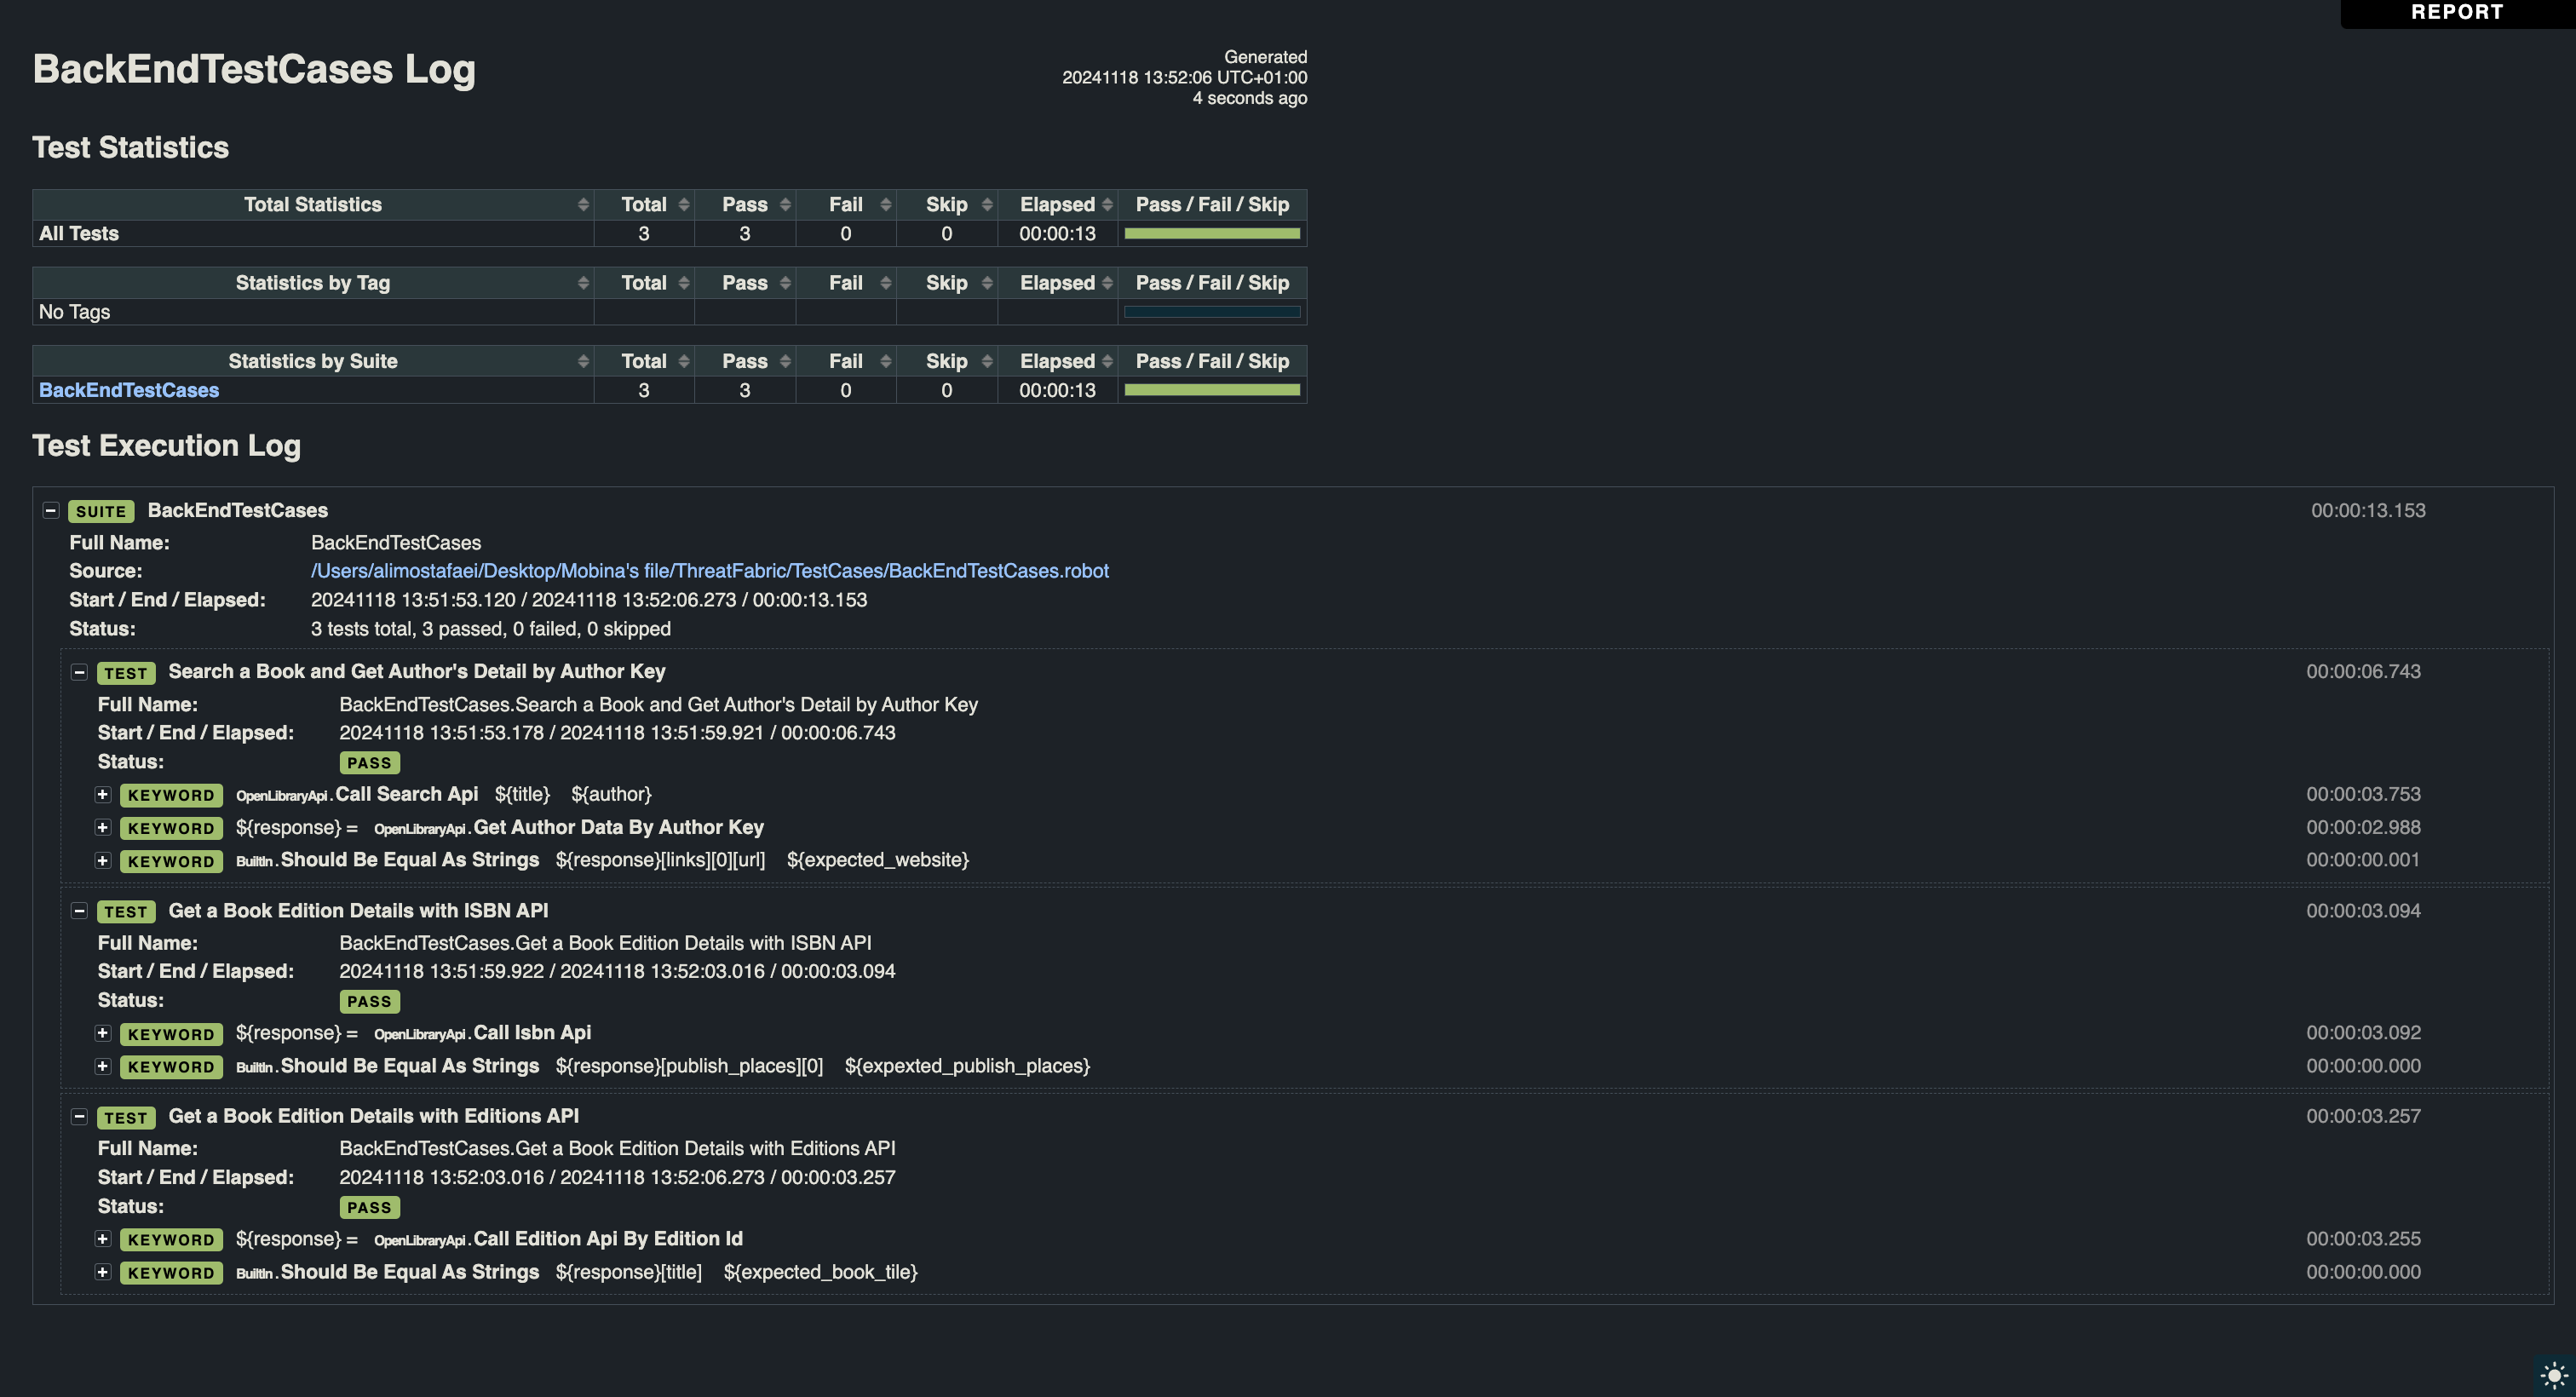 REPORT
BackEndTestCases Log
Generated
20241118 13:52:06 UTC+01:00
4 seconds ago
Test Statistics
Total Statistics Total Pass Fail Skip Elapsed Pass / Fail / Skip
All Tests 3 3 0 0 00:00:13
Statistics by Tag Total Pass Fail Skip Elapsed Pass / Fail / Skip
No Tags
Statistics by Suite Total Pass Fail Skip Elapsed Pass / Fail / Skip
BackEndTestCases 3 3 0 0 00:00:13
Test Execution Log
SUITE BackEndTestCases 00:00:13.153
Full Name: BackEndTestCases
Source: /Users/alimostafaei/Desktop/Mobina's file/ThreatFabric/TestCases/BackEndTestCases.robot
Start / End / Elapsed: 20241118 13:51:53.120 / 20241118 13:52:06.273 / 00:00:13.153
Status: 3 tests total, 3 passed, 0 failed, 0 skipped
TEST Search a Book and Get Author's Detail by Author Key 00:00:06.743
Full Name: BackEndTestCases.Search a Book and Get Author's Detail by Author Key
Start / End / Elapsed: 20241118 13:51:53.178 / 20241118 13:51:59.921 / 00:00:06.743
Status: PASS
KEYWORD OpenLibraryApi.Call Search Api ${title} ${author} 00:00:03.753
KEYWORD ${response} = OpenLibraryApi.Get Author Data By Author Key 00:00:02.988
KEYWORD BuiltIn.Should Be Equal As Strings ${response}[links][0][url] ${expected_website} 00:00:00.001
TEST Get a Book Edition Details with ISBN API 00:00:03.094
Full Name: BackEndTestCases.Get a Book Edition Details with ISBN API
Start / End / Elapsed: 20241118 13:51:59.922 / 20241118 13:52:03.016 / 00:00:03.094
Status: PASS
KEYWORD ${response} = OpenLibraryApi.Call Isbn Api 00:00:03.092
KEYWORD BuiltIn.Should Be Equal As Strings ${response}[publish_places][0] ${expexted_publish_places} 00:00:00.000
TEST Get a Book Edition Details with Editions API 00:00:03.257
Full Name: BackEndTestCases.Get a Book Edition Details with Editions API
Start / End / Elapsed: 20241118 13:52:03.016 / 20241118 13:52:06.273 / 00:00:03.257
Status: PASS
KEYWORD ${response} = OpenLibraryApi.Call Edition Api By Edition Id 00:00:03.255
KEYWORD BuiltIn.Should Be Equal As Strings ${response}[title] ${expected_book_tile} 00:00:00.000